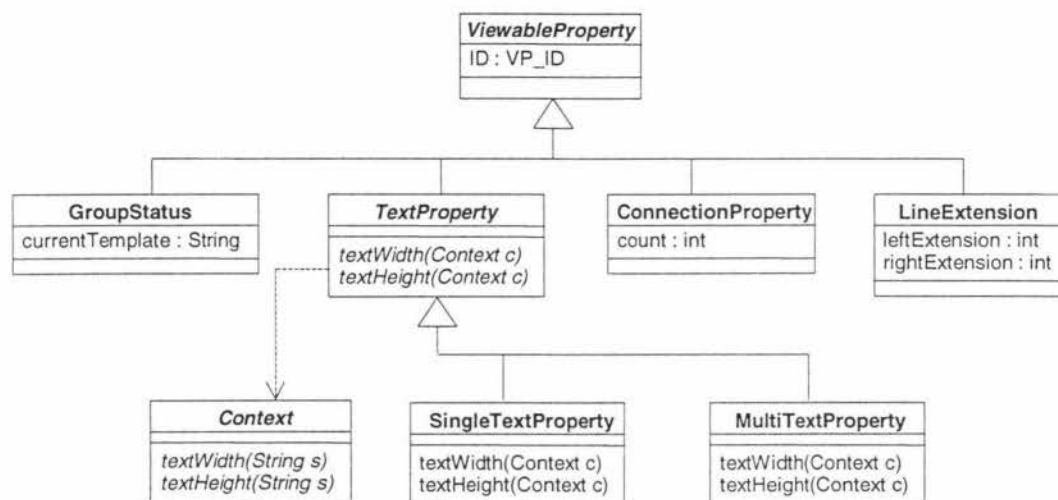 ViewableProperty
ID : VP_ID
GroupStatus
currentTemplate : String
TextProperty
textWidth(Context c)
textHeight(Context c)
ConnectionProperty
count : int
LineExtension
leftExtension : int
rightExtension : int
Context
textWidth(String s)
textHeight(String s)
SingleTextProperty
textWidth(Context c)
textHeight(Context c)
MultiTextProperty
textWidth(Context c)
textHeight(Context c)